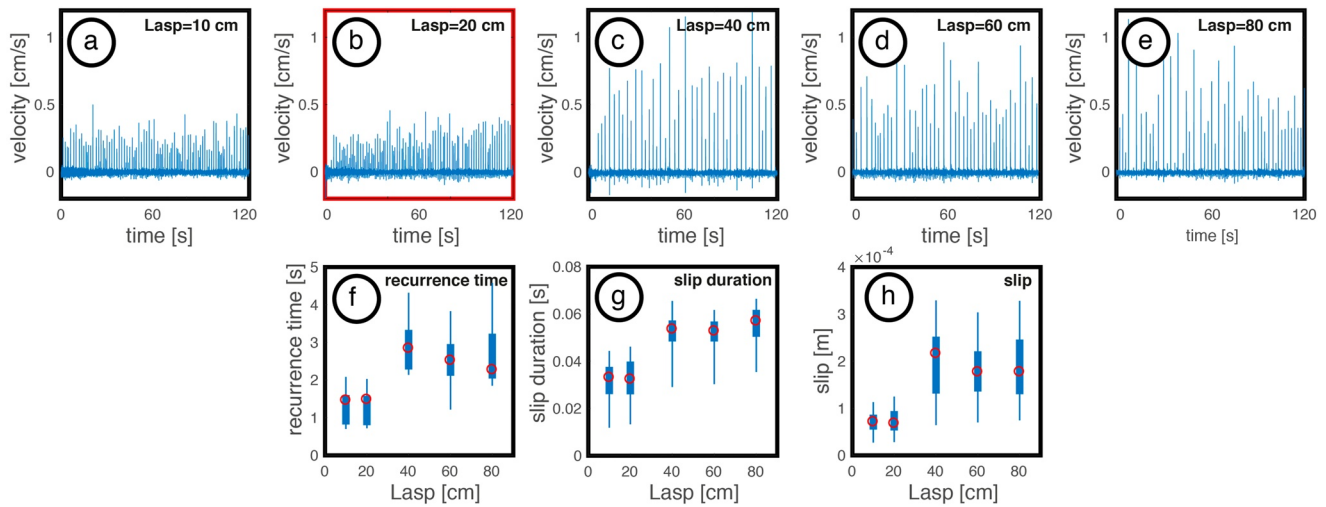 a
Lasp=10 cm
velocity [cm/s]
1
0.5
0
0
60
120
time [s]
b
Lasp=20 cm
velocity [cm/s]
1
0.5
0
0
60
120
time [s]
c
Lasp=40 cm
velocity [cm/s]
1
0.5
0
0
60
120
time [s]
d
Lasp=60 cm
velocity [cm/s]
1
0.5
0
0
60
120
time [s]
e
Lasp=80 cm
velocity [cm/s]
1
0.5
0
0
60
120
time [s]
f
recurrence time
recurrence time [s]
5
4
3
2
1
0
0
20
40
60
80
Lasp [cm]
g
slip duration
slip duration [s]
0.08
0.06
0.04
0.02
0
0
20
40
60
80
Lasp [cm]
h
slip
×10⁻⁴
slip [m]
4
3
2
1
0
0
20
40
60
80
Lasp [cm]